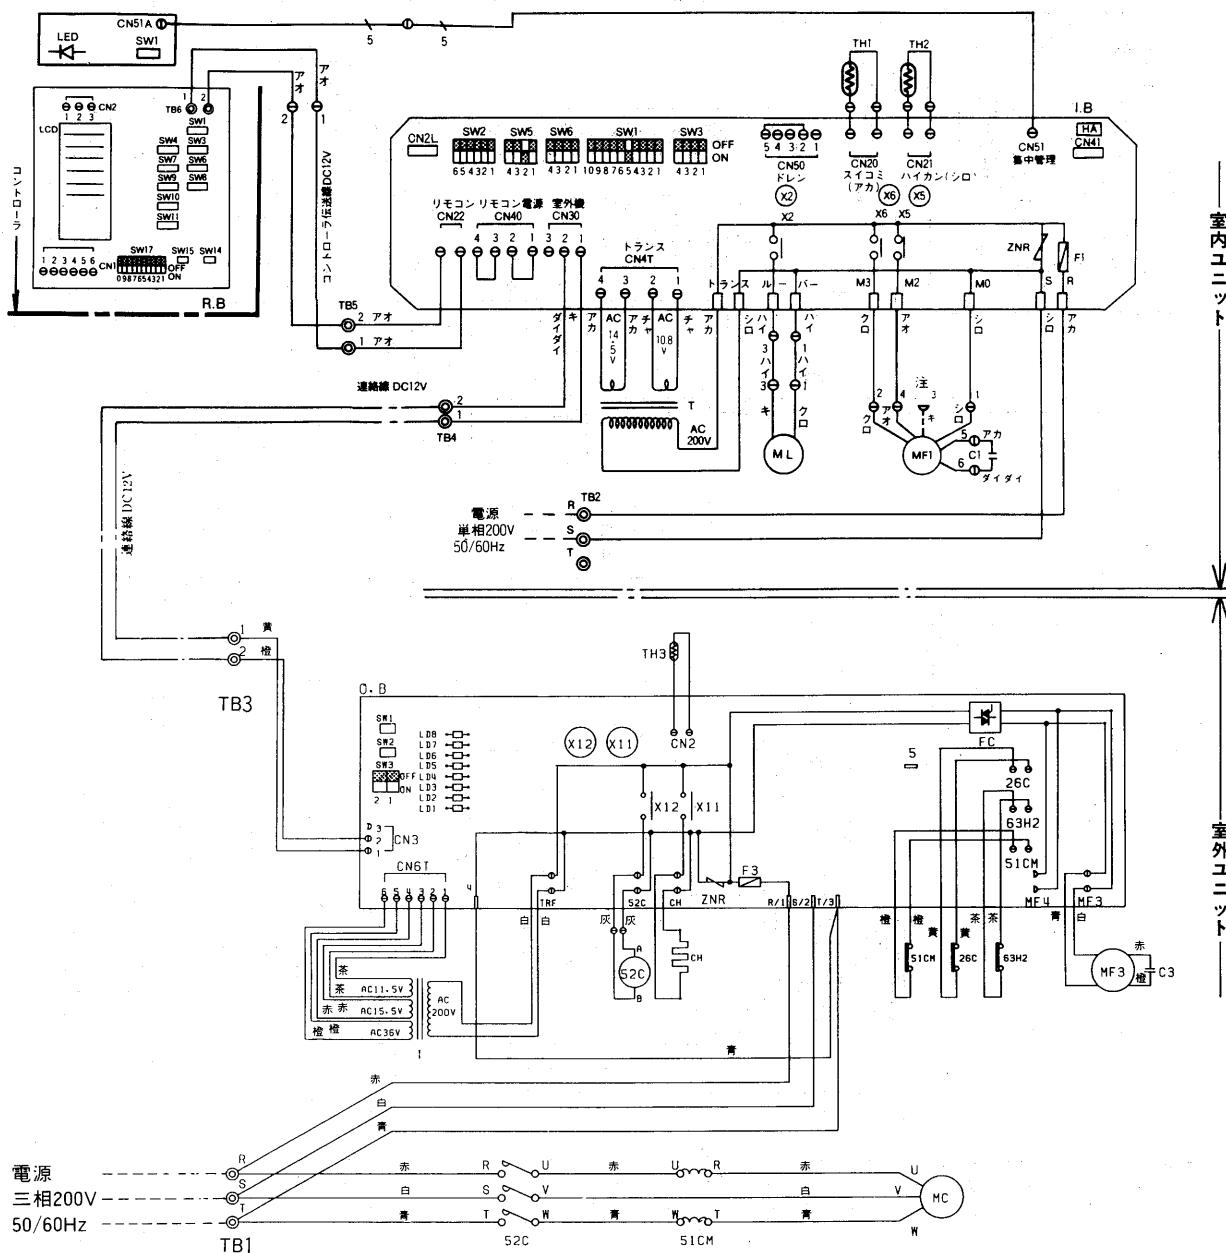 CN51A
LED
SW1
5
5
ア
オ
ア
オ
2
1
CN2
1 2 3
TB6
1
2
LCD
SW1
SW4
SW3
SW7
SW6
SW9
SW8
SW10
SW11
1 2 3 4 5 6
CN1
SW17
SW15
SW14
OFF
ON
0987654321
R.B
コントローラ
コントローラ伝送線DC12V
TB5
2 アオ
1 アオ
I.B
HA
CN41
CN51
集中管理
CN2L
SW2
SW5
SW6
SW1
SW3
OFF
ON
654321
4321
4321
10987654321
4321
5 4 3 2 1
CN50
ドレン
X2
TH1
TH2
CN20
スイコミ
(アカ)
CN21
ハイカン(シロ)
X6
X5
X2
X6
X5
リモコン
CN22
リモコン電源
CN40
室外機
CN30
4 3 2 1
3 2 1
トランス
CN4T
4 3 2 1
ZNR
F1
トランス
ルーバー
M3
M2
M0
S
R
ダイダイ
キ
アカ
AC
14.5V
アカ
チャ
AC
10.8V
チャ
アカ
シロ
ハイ
ハイ
クロ
アオ
シロ
シロ
アカ
3
1
ハイ
ハイ
3
1
キ
クロ
ML
T
AC
200V
2
4
注
3
1
クロ
アオ
キ
シロ
MF1
5
アカ
C1
6
ダイダイ
連絡線 DC12V
2
1
TB4
連絡線DC12V
TB2
R
S
T
電源
単相200V
50/60Hz
室内ユニット
室外ユニット
1
黄
2
橙
TB3
TH3
O.B
SW1
SW2
SW3
OFF
ON
2 1
LD8
LD7
LD6
LD5
LD4
LD3
LD2
LD1
X12
X11
CN2
FC
5
26C
63H2
51CM
X12
X11
3
2
1
CN3
CN6T
6 5 4 3 2 1
4
TRF
52C
CH
ZNR
F3
R/1
S/2
T/3
MF4
MF3
白
白
灰
灰
橙
橙
黄
黄
茶
茶
青
白
A
52C
B
CH
51CM
26C
63H2
MF3
赤
橙
C3
茶
茶
AC11.5V
赤
赤
AC15.5V
橙
橙
AC36V
AC
200V
青
赤
白
青
電源
三相200V
50/60Hz
R
S
T
TB1
赤
R
U
赤
U
R
赤
U
白
S
V
白
V
青
T
W
青
W
T
青
W
52C
51CM
MC